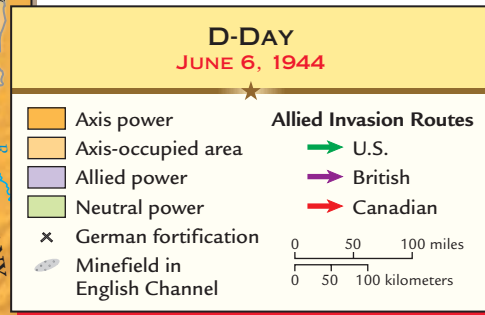 D-DAY
JUNE 6, 1944
Axis power
Axis-occupied area
Allied power
Neutral power
German fortification
Minefield in
English Channel
Allied Invasion Routes
U.S.
British
Canadian
0 50 100 miles
0 50 100 kilometers